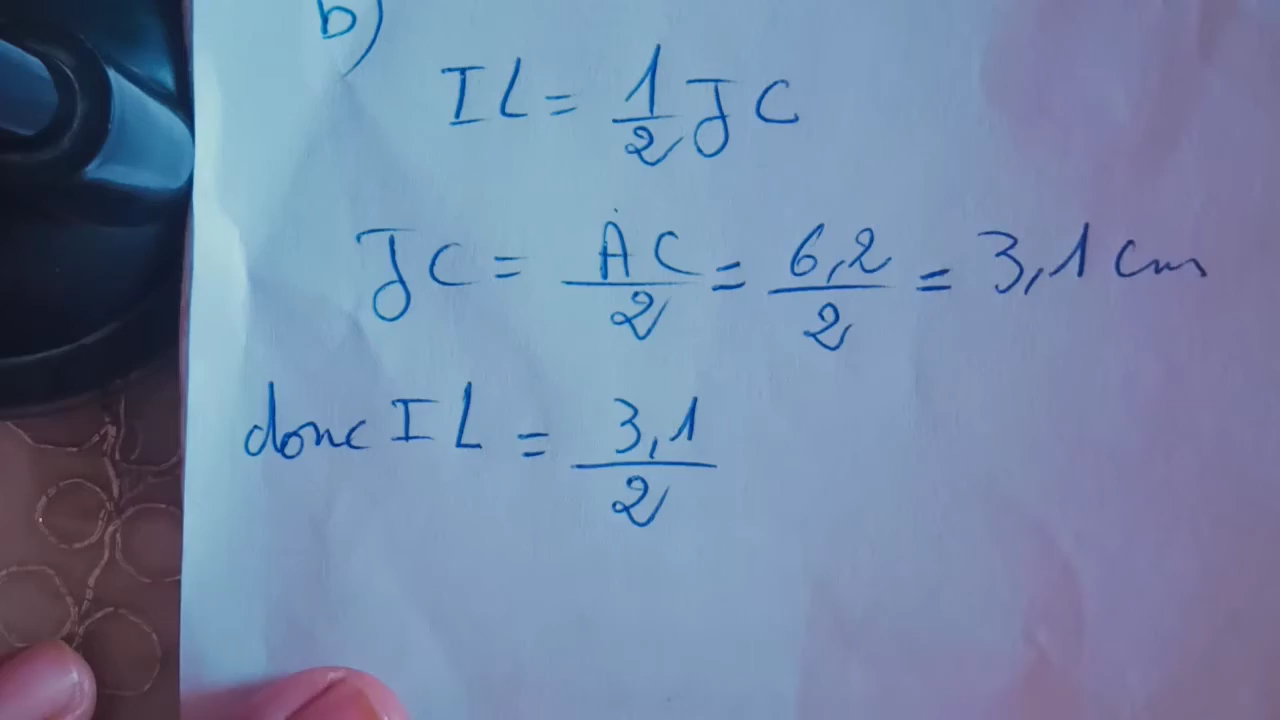 b)
IL = 1/2 JC
JC = AC/2 = 6,2/2 = 3,1 cm
donc IL = 3,1/2